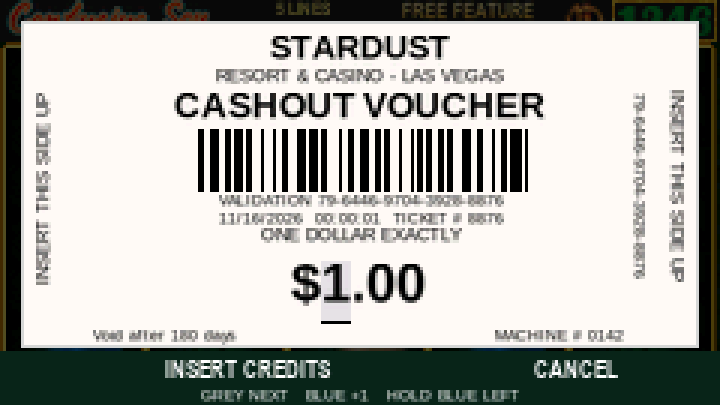 5 LINES FREE FEATURE
STARDUST
RESORT & CASINO - LAS VEGAS
CASHOUT VOUCHER
INSERT THIS SIDE UP
VALIDATION 79-6446-9704-3928-8876
11/16/2026 00:00:01 TICKET # 8876
ONE DOLLAR EXACTLY
$1.00
Void after 180 days
MACHINE # 0142
79-6446-9704-3928-8876
INSERT THIS SIDE UP
INSERT CREDITS CANCEL
GREY NEXT BLUE +1 HOLD BLUE LEFT